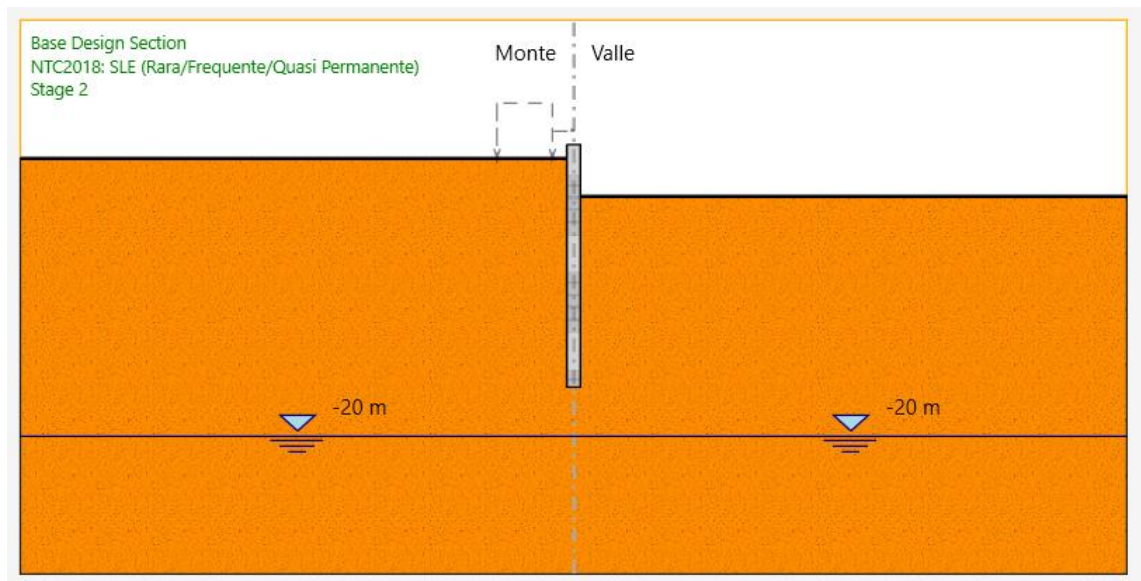 Base Design Section
NTC2018: SLE (Rara/Frequente/Quasi Permanente)
Stage 2
Monte Valle
-20 m -20 m